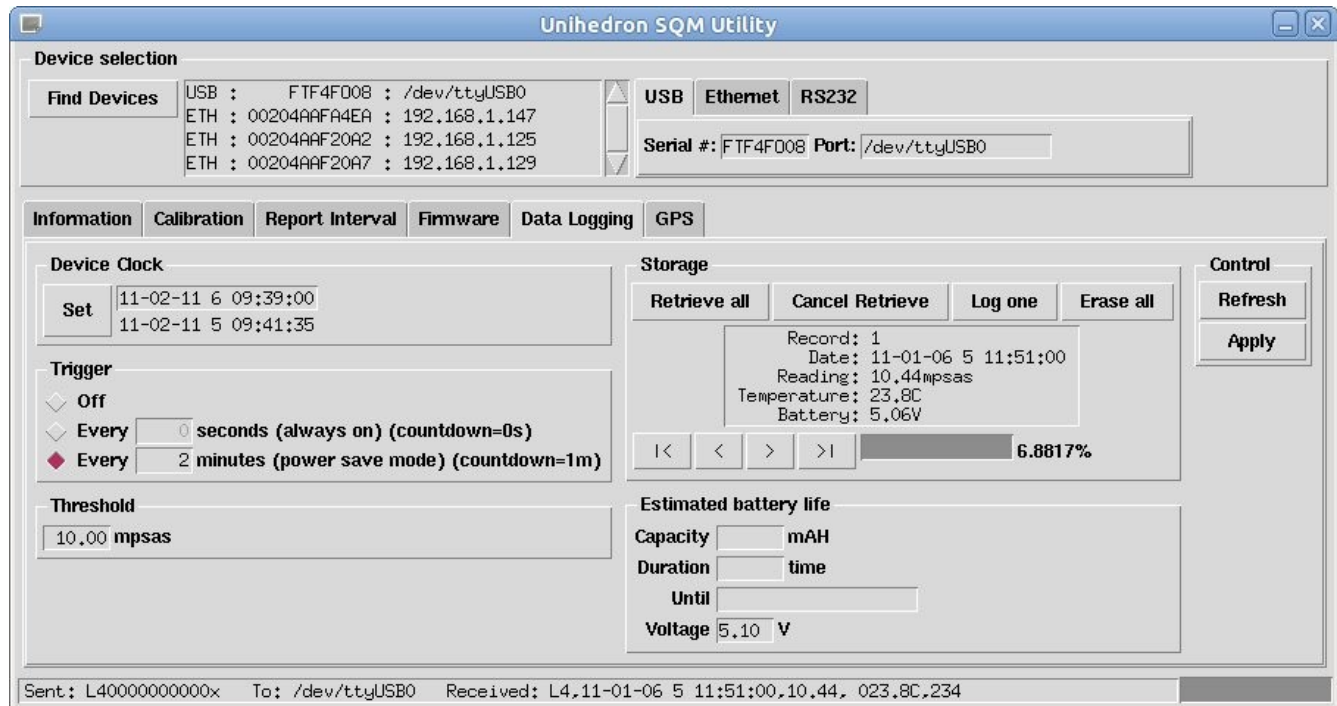 Unihedron SQM Utility
Device selection
Find Devices
USB : FTF4FD08 : /dev/ttyUSB0
ETH : 00204AAFA4EA : 192.168.1.147
ETH : 00204AAF20A2 : 192.168.1.125
ETH : 00204AAF20A7 : 192.168.1.129
USB Ethernet RS232
Serial #: FTF4FD08 Port: /dev/ttyUSB0
Information Calibration Report Interval Firmware Data Logging GPS
Device Clock
Set
11-02-11 6 09:39:00
11-02-11 5 09:41:35
Trigger
Off
Every 0 seconds (always on) (countdown=0s)
Every 2 minutes (power save mode) (countdown=1m)
Threshold
10.00 mpsas
Storage
Retrieve all Cancel Retrieve Log one Erase all
Record: 1
Date: 11-01-06 5 11:51:00
Reading: 10.44mpsas
Temperature: 23.8C
Battery: 5.06V
|< < > >| 6.8817%
Estimated battery life
Capacity mAH
Duration time
Until
Voltage 5.10 V
Control
Refresh
Apply
Sent: L40000000000x To: /dev/ttyUSB0 Received: L4,11-01-06 5 11:51:00,10.44, 023.8C,234